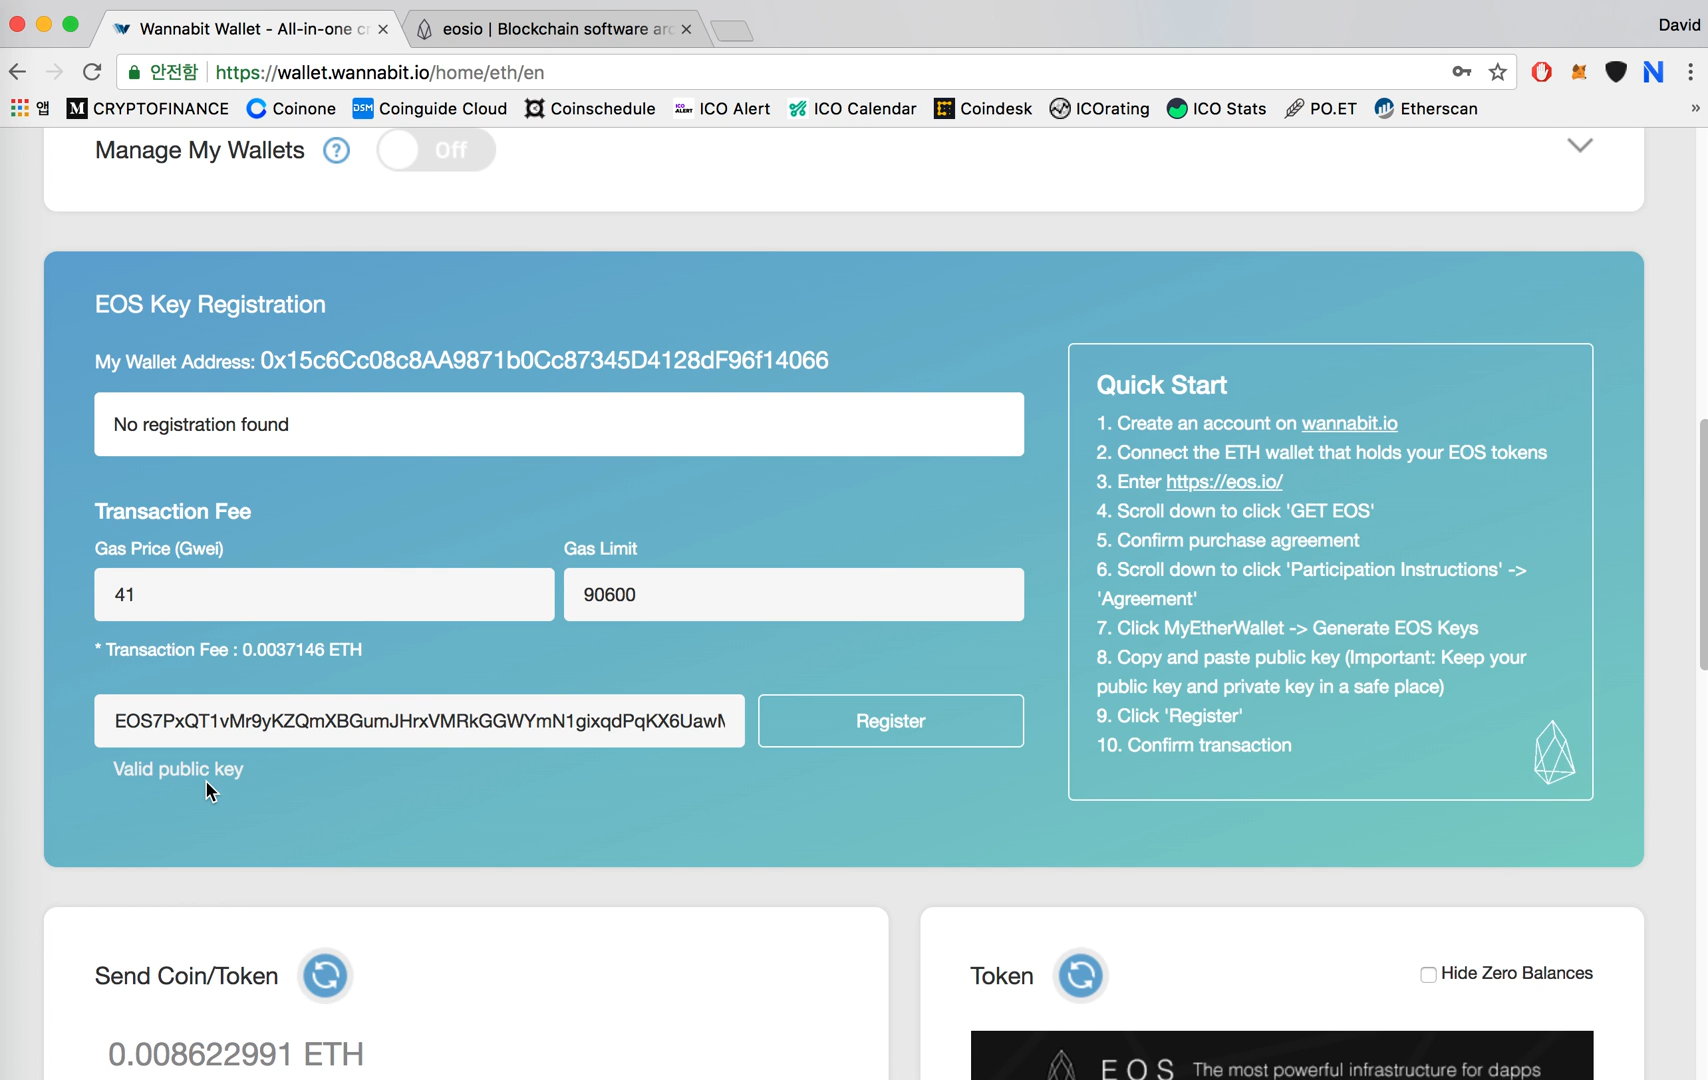 Wannabit Wallet - All-in-one cr
eosio | Blockchain software arc
David
안전함
https://wallet.wannabit.io/home/eth/en
앱
M
CRYPTOFINANCE
Coinone
DSM
Coinguide Cloud
Coinschedule
ICO ALERT
ICO Alert
ICO Calendar
Coindesk
ICOrating
ICO Stats
PO.ET
Etherscan
»
Manage My Wallets
?
Off
EOS Key Registration
My Wallet Address: 0x15c6Cc08c8AA9871b0Cc87345D4128dF96f14066
No registration found
Transaction Fee
Gas Price (Gwei)
Gas Limit
41
90600
* Transaction Fee : 0.0037146 ETH
EOS7PxQT1vMr9yKZQmXBGumJHrxVMRkGGWYmN1gixqdPqKX6Uaw
Register
Valid public key
Quick Start
1. Create an account on wannabit.io
2. Connect the ETH wallet that holds your EOS tokens
3. Enter https://eos.io/
4. Scroll down to click 'GET EOS'
5. Confirm purchase agreement
6. Scroll down to click 'Participation Instructions' ->
'Agreement'
7. Click MyEtherWallet -> Generate EOS Keys
8. Copy and paste public key (Important: Keep your
public key and private key in a safe place)
9. Click 'Register'
10. Confirm transaction
Send Coin/Token
0.008622991 ETH
Token
Hide Zero Balances
EOS The most powerful infrastructure for dapps